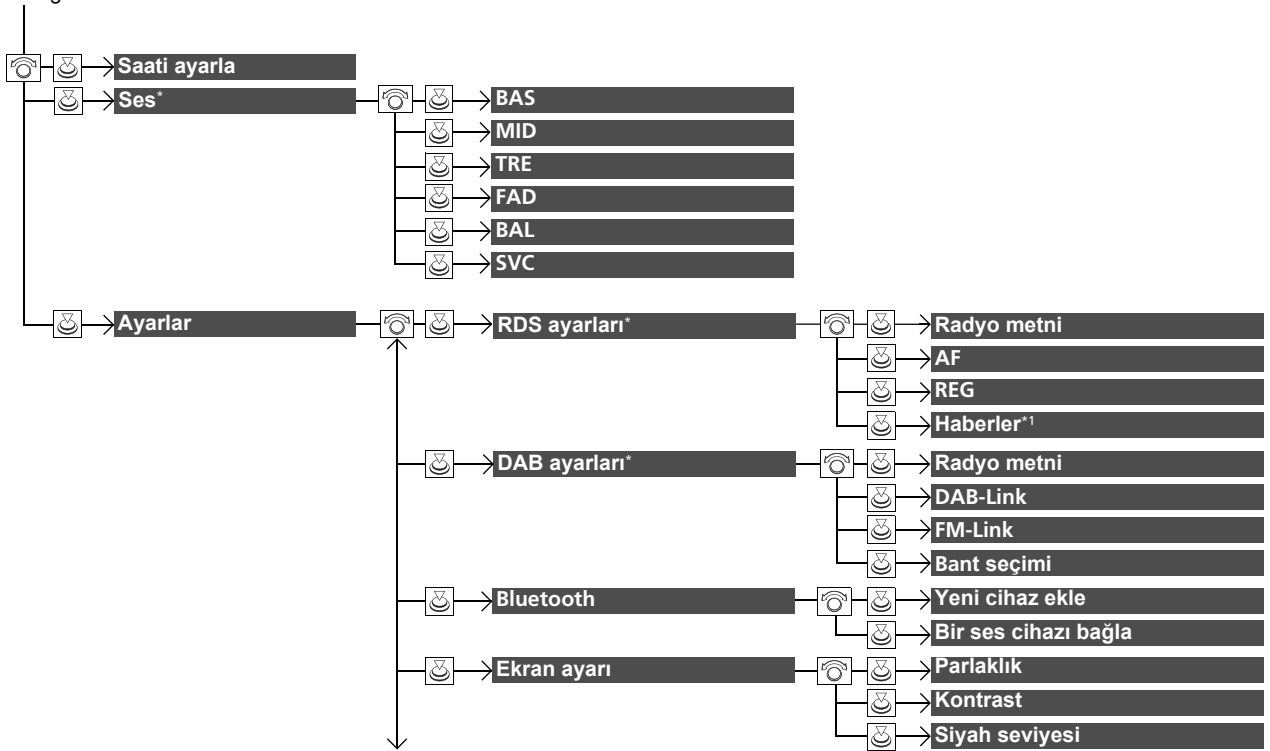 Saati ayarla
Ses*
BAS
MID
TRE
FAD
BAL
SVC
Ayarlar
RDS ayarları*
Radyo metni
AF
REG
Haberler*1
DAB ayarları*
Radyo metni
DAB-Link
FM-Link
Bant seçimi
Bluetooth
Yeni cihaz ekle
Bir ses cihazı bağla
Ekran ayarı
Parlaklık
Kontrast
Siyah seviyesi